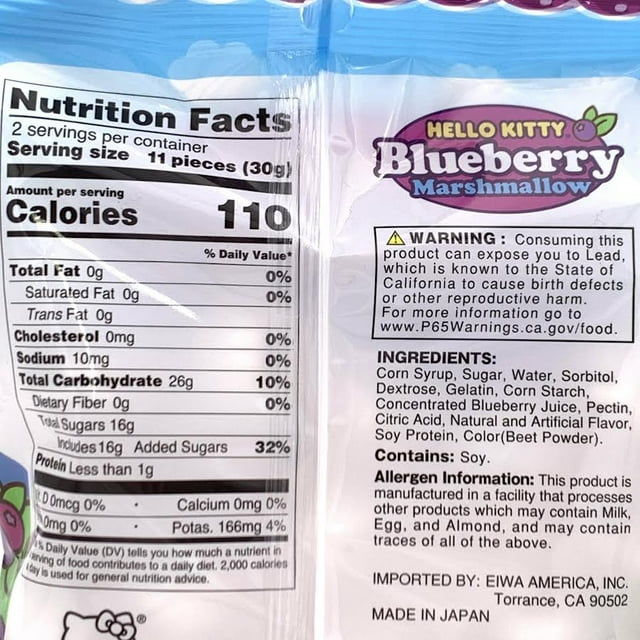 Nutrition Facts
2 servings per container
Serving size 11 pieces (30g)
Amount per serving
Calories 110
% Daily Value*
Total Fat 0g 0%
Saturated Fat 0g 0%
Trans Fat 0g
Cholesterol 0mg 0%
Sodium 10mg 0%
Total Carbohydrate 26g 10%
Dietary Fiber 0g 0%
Total Sugars 16g
Includes 16g Added Sugars 32%
Protein Less than 1g
. D 0mcg 0% • Calcium 0mg 0%
0mg 0% • Potas. 166mg 4%
% Daily Value (DV) tells you how much a nutrient in
serving of food contributes to a daily diet. 2,000 calories
day is used for general nutrition advice.
HELLO KITTY
Blueberry
Marshmallow
WARNING : Consuming this
product can expose you to Lead,
which is known to the State of
California to cause birth defects
or other reproductive harm.
For more information go to
www.P65Warnings.ca.gov/food.
INGREDIENTS:
Corn Syrup, Sugar, Water, Sorbitol,
Dextrose, Gelatin, Corn Starch,
Concentrated Blueberry Juice, Pectin,
Citric Acid, Natural and Artificial Flavor,
Soy Protein, Color(Beet Powder).
Contains: Soy.
Allergen Information: This product is
manufactured in a facility that processes
other products which may contain Milk,
Egg, and Almond, and may contain
traces of all of the above.
IMPORTED BY: EIWA AMERICA, INC.
Torrance, CA 90502
MADE IN JAPAN
®